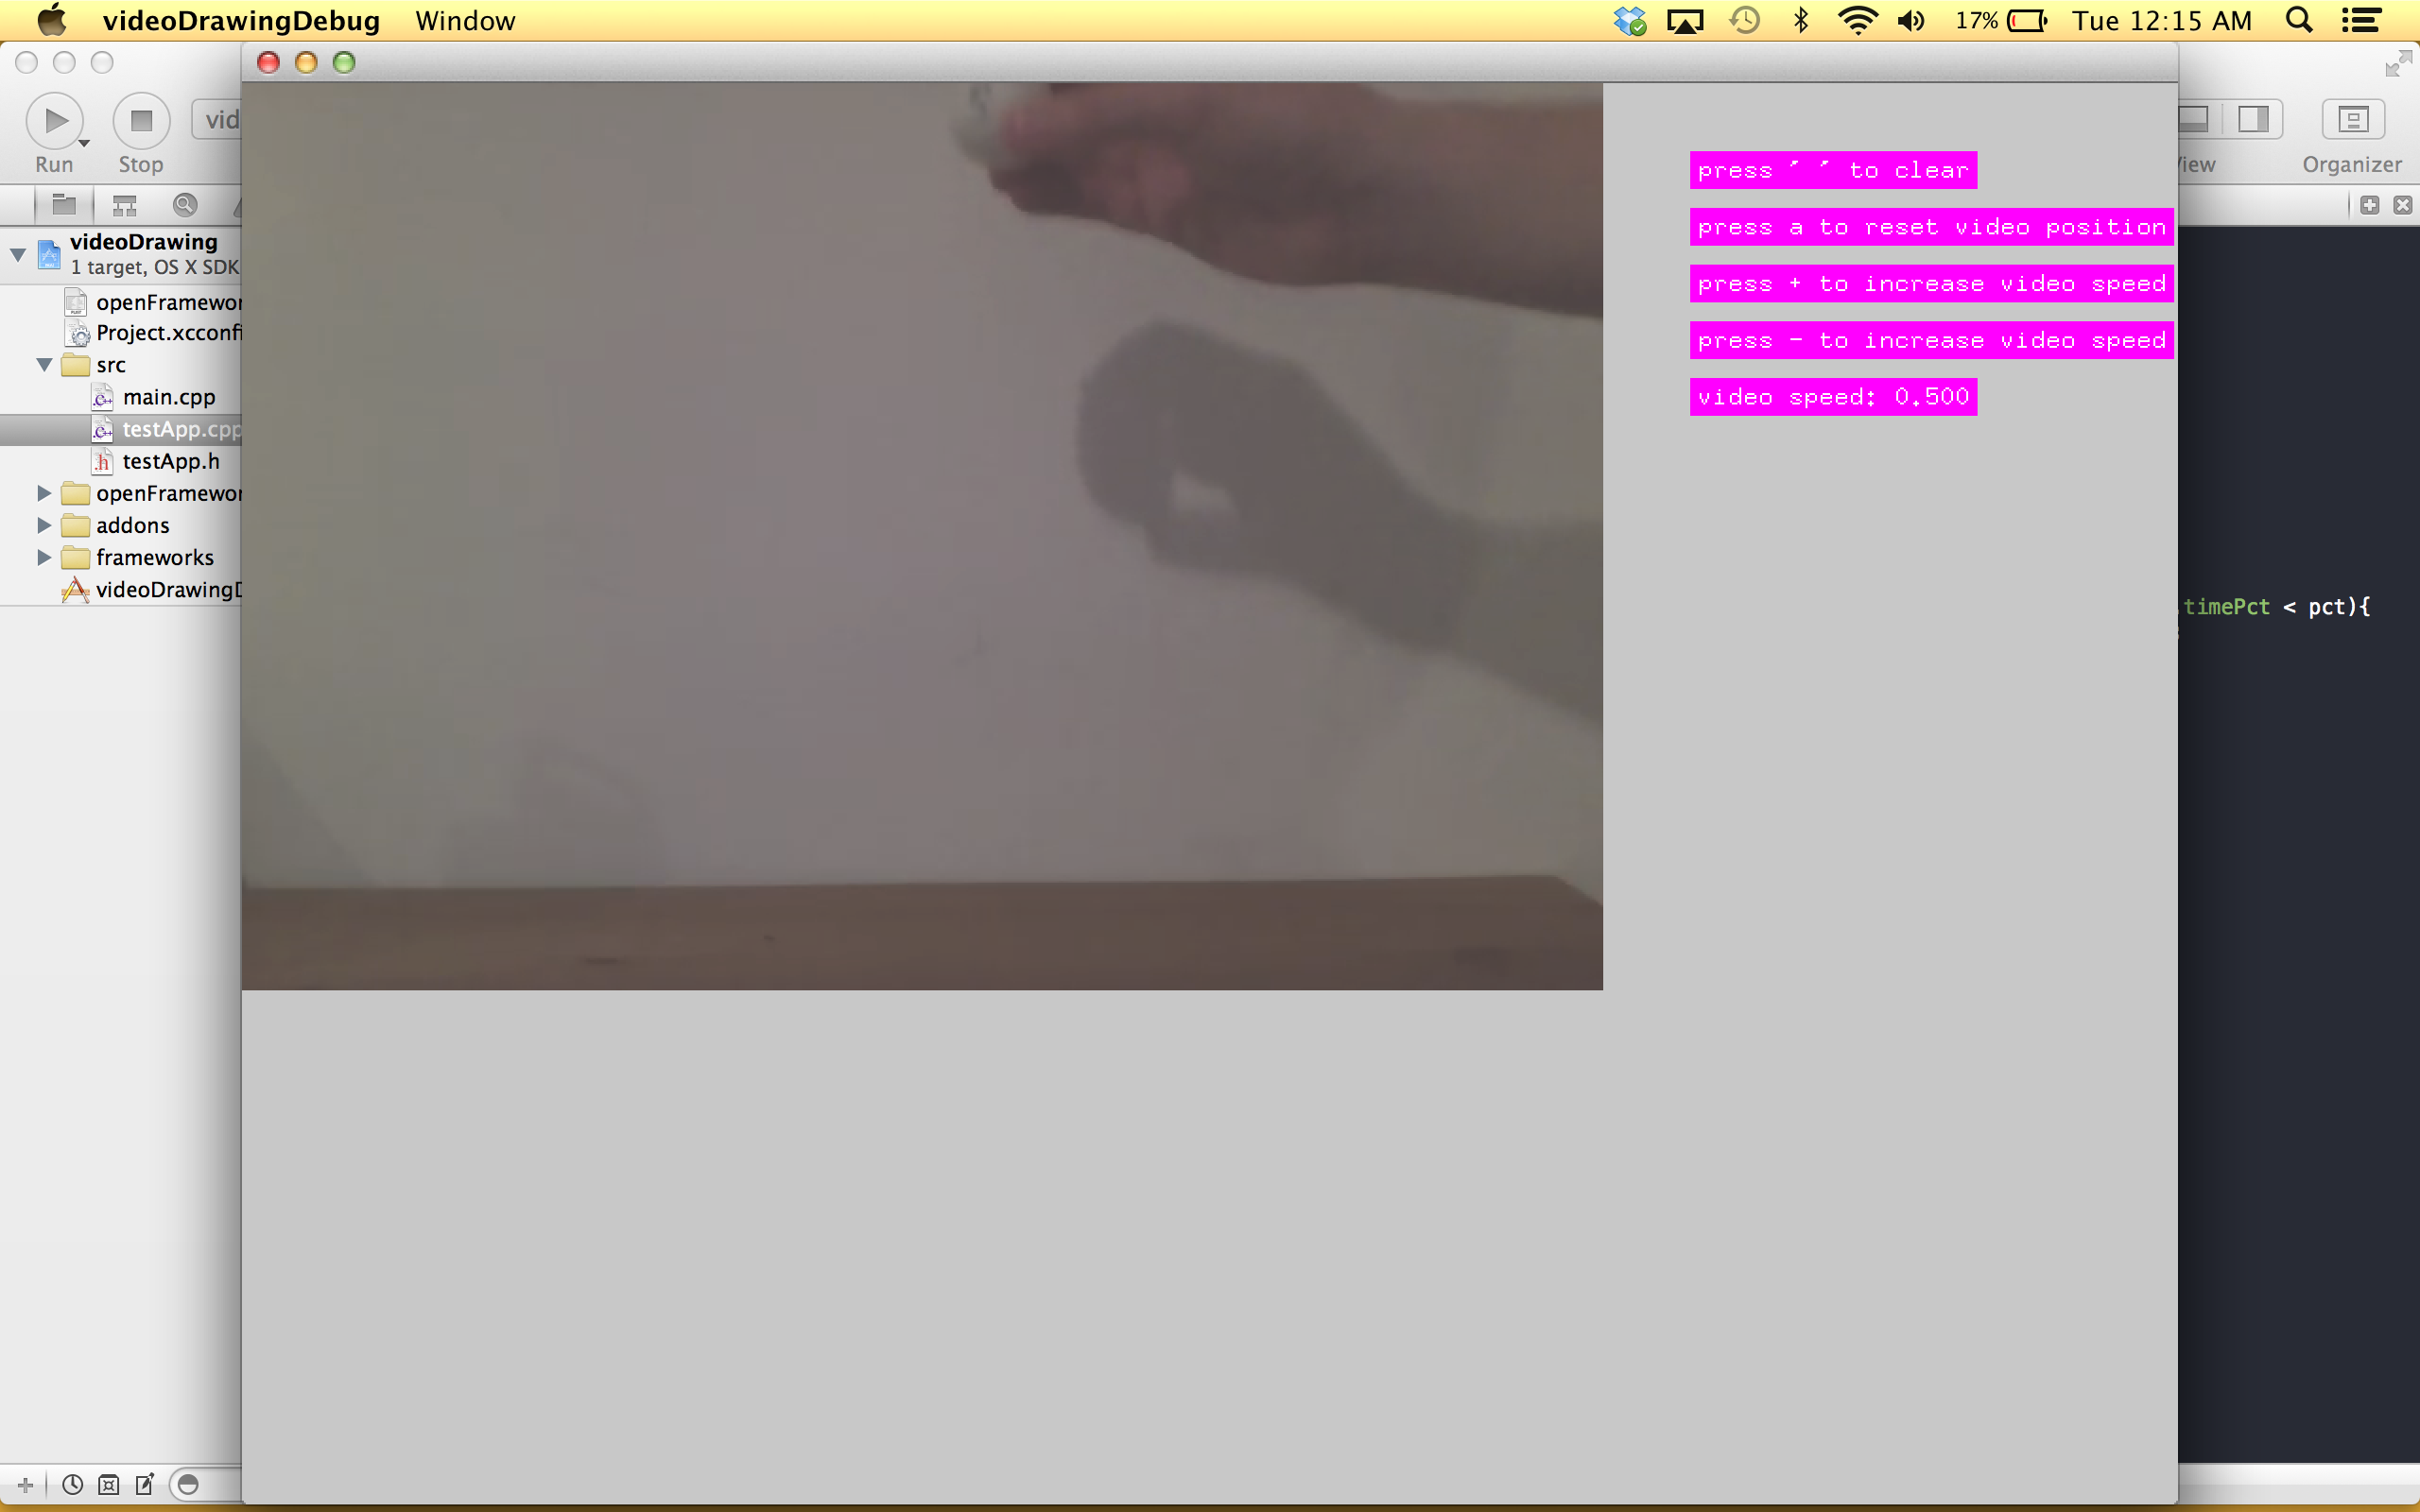 videoDrawingDebug Window 17% Tue 12:15 AM
Run Stop vid View Organizer
videoDrawing
1 target, OS X SDK
openFramewor
Project.xcconfi
src
main.cpp
testApp.cpp
testApp.h
openFramewor
addons
frameworks
videoDrawingD
press ' ' to clear
press a to reset video position
press + to increase video speed
press - to increase video speed
video speed: 0.500
timePct < pct){